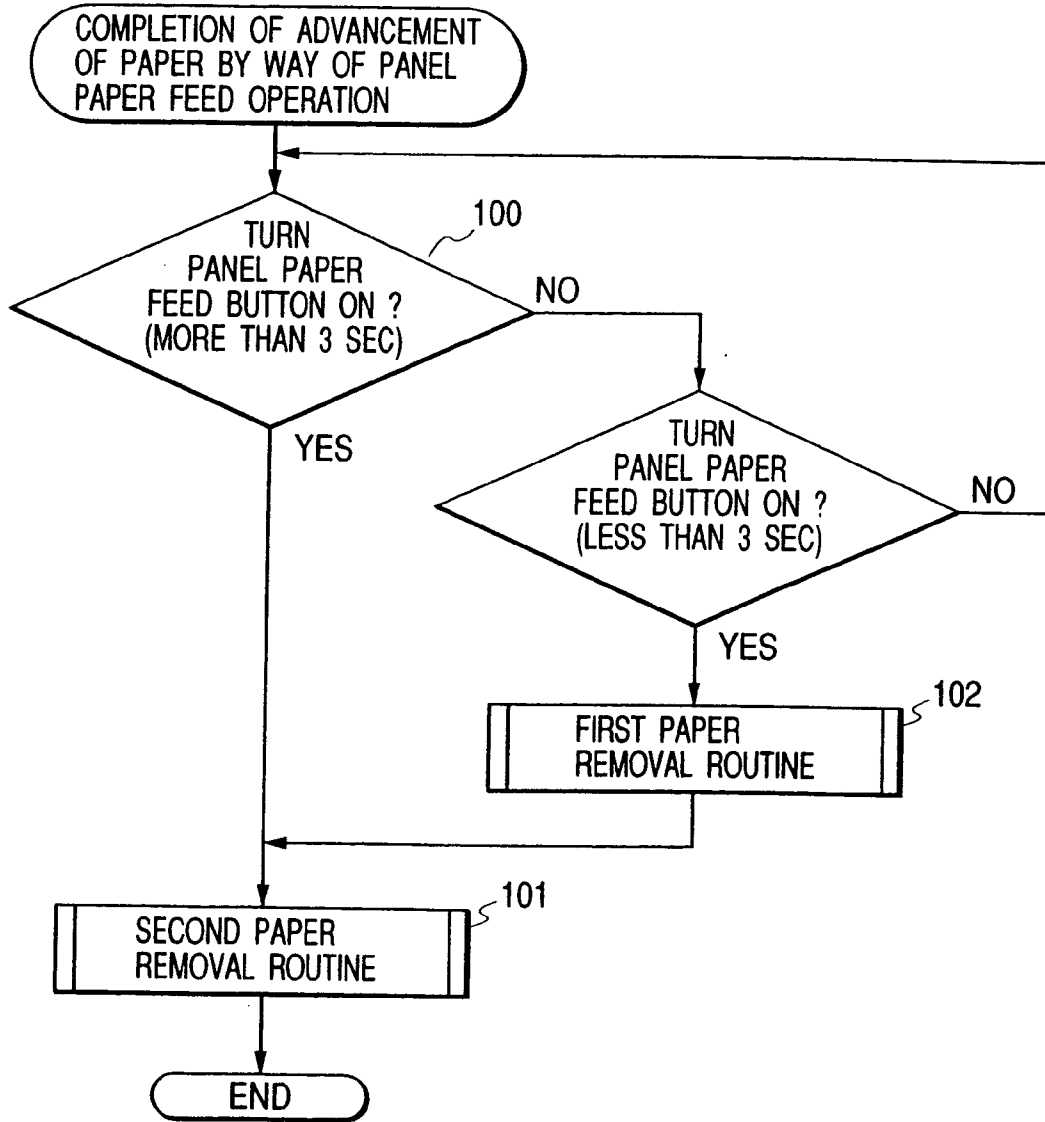 COMPLETION OF ADVANCEMENT
OF PAPER BY WAY OF PANEL
PAPER FEED OPERATION
100
TURN
PANEL PAPER
FEED BUTTON ON ?
(MORE THAN 3 SEC)
NO
YES
TURN
PANEL PAPER
FEED BUTTON ON ?
(LESS THAN 3 SEC)
NO
YES
102
FIRST PAPER
REMOVAL ROUTINE
101
SECOND PAPER
REMOVAL ROUTINE
END